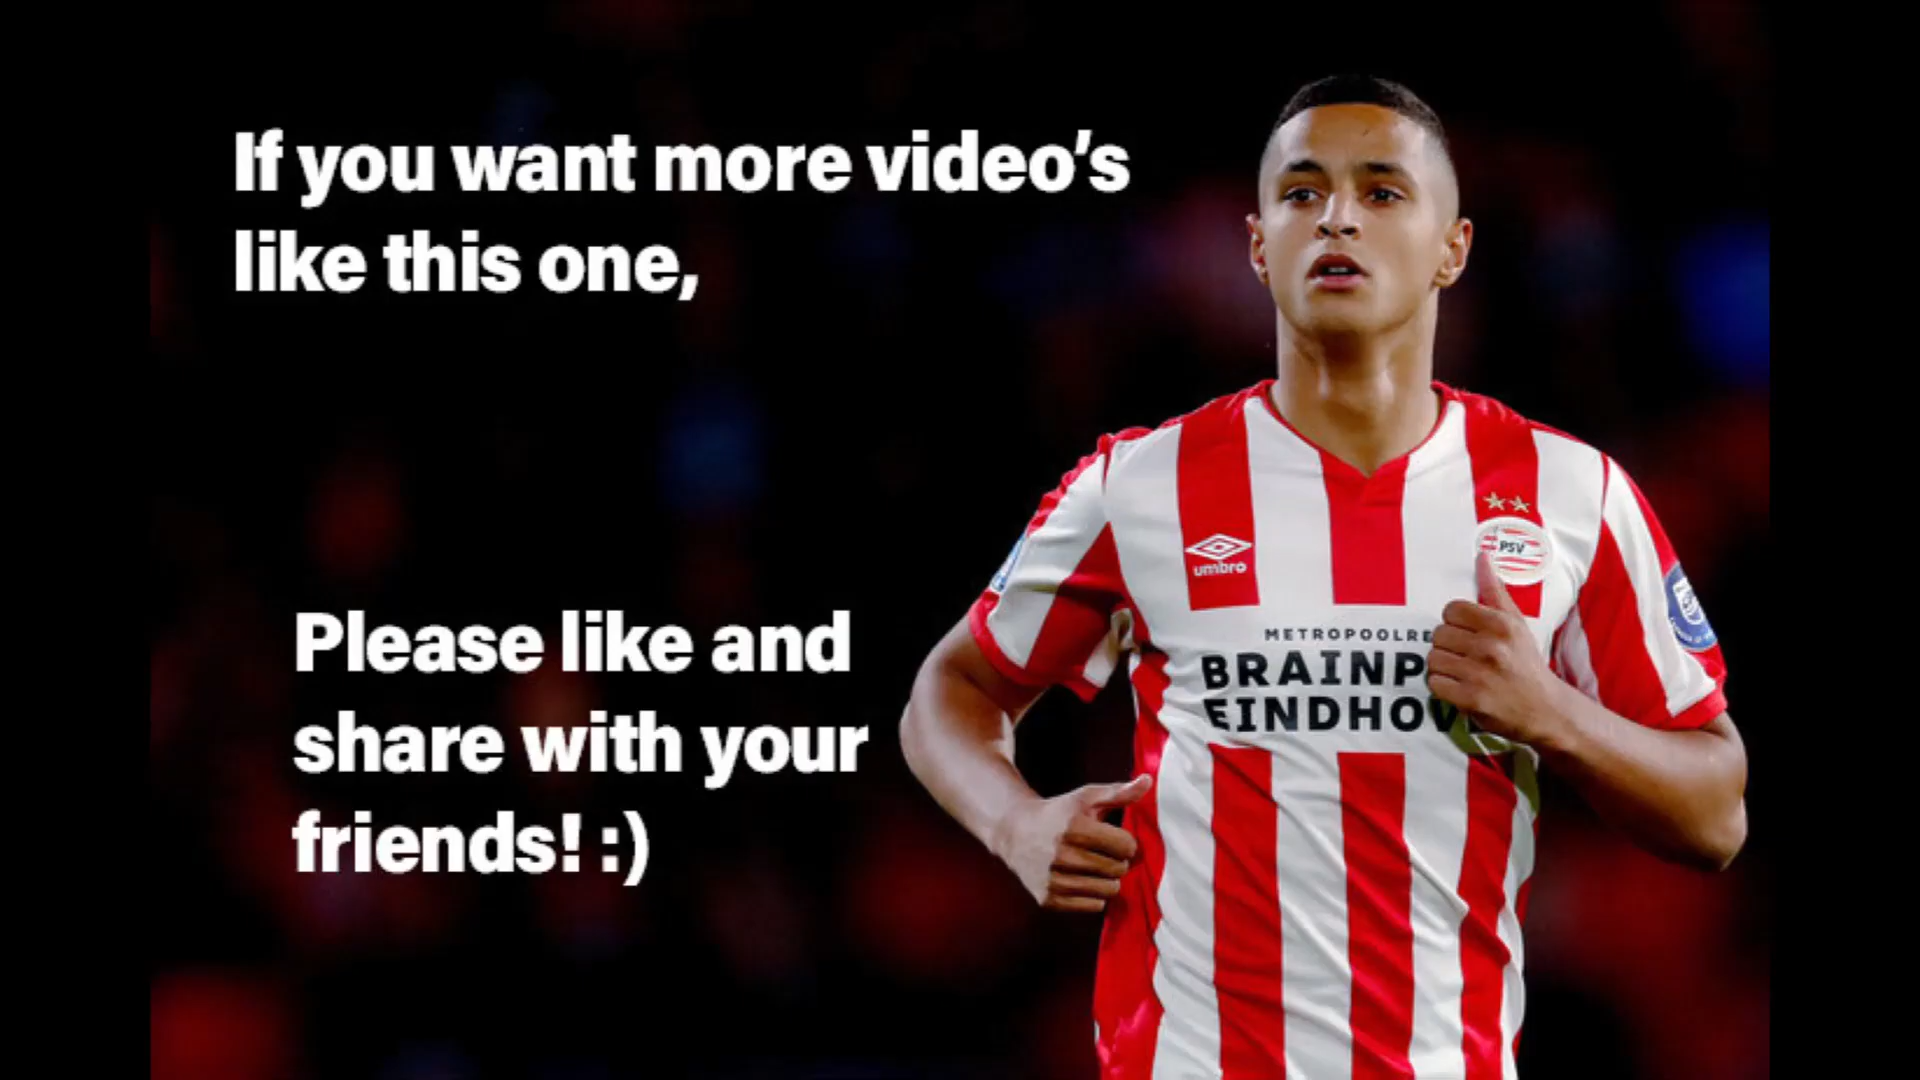 If you want more video's
like this one,
Please like and
share with your
friends! :)
umbro
PSV
METROPOOLRE
BRAINP
EINDHOV